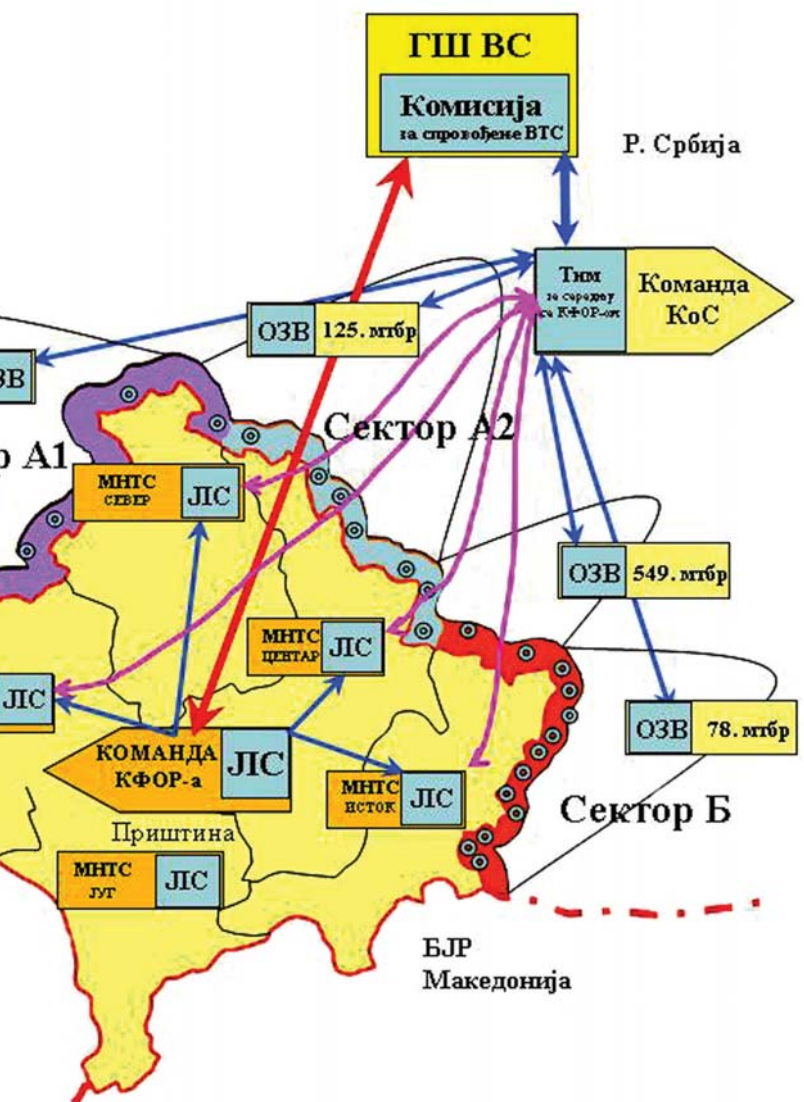 ГШ ВС
Комисија
за спровођење ВТС
Р. Србија
Тим
за сарадњу
са КФОР-ом
Команда
КоС
ОЗВ
125. мтбр
ЗВ
Сектор А2
р А1
МНТС
СЕВЕР
ЛС
ОЗВ
549. мтбр
МНТС
ЦЕНТАР
ЛС
ЛС
ОЗВ
78. мтбр
КОМАНДА
КФОР-а
ЛС
МНТС
ИСТОК
ЛС
Сектор Б
Приштина
МНТС
ЈУГ
ЛС
БЈР
Македонија